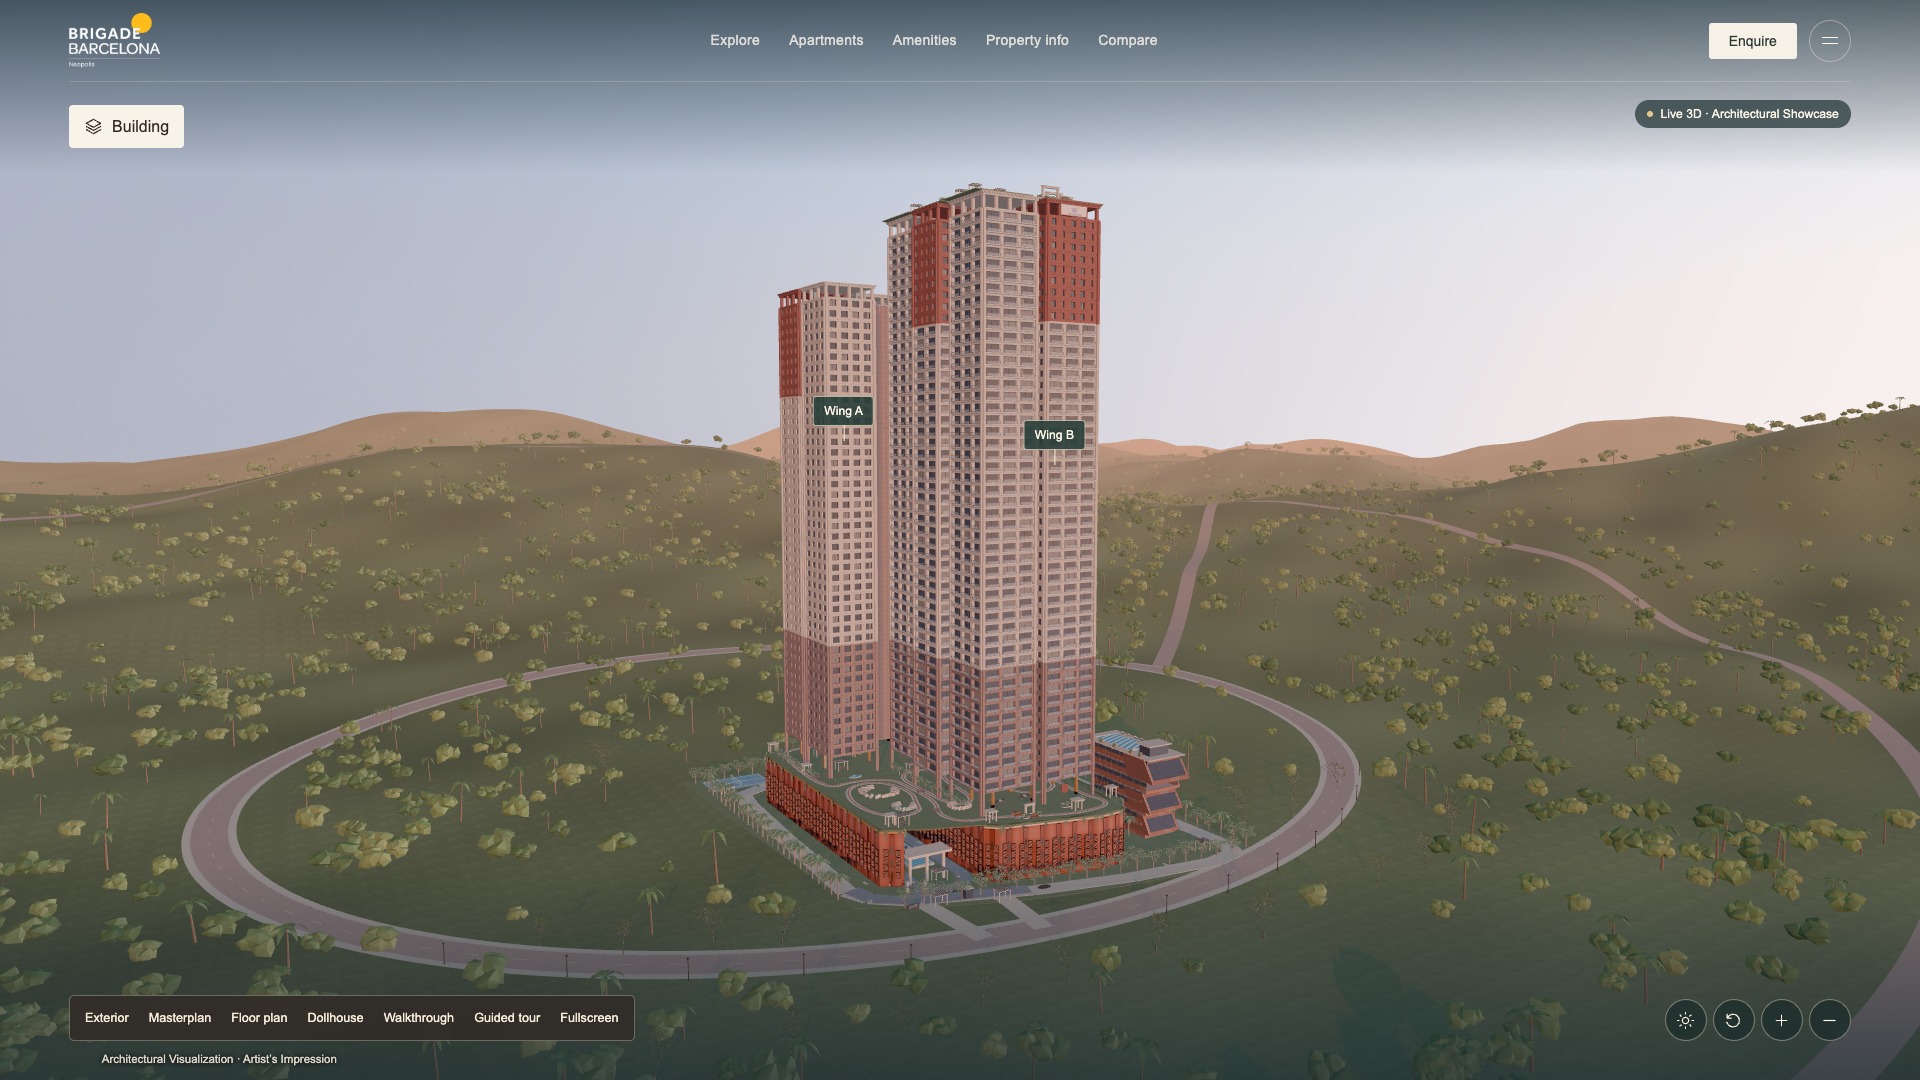 BRIGADE
BARCELONA
Neopolis
Explore
Apartments
Amenities
Property info
Compare
Enquire
Building
Live 3D · Architectural Showcase
Wing A
Wing B
Exterior
Masterplan
Floor plan
Dollhouse
Walkthrough
Guided tour
Fullscreen
Architectural Visualization · Artist's Impression